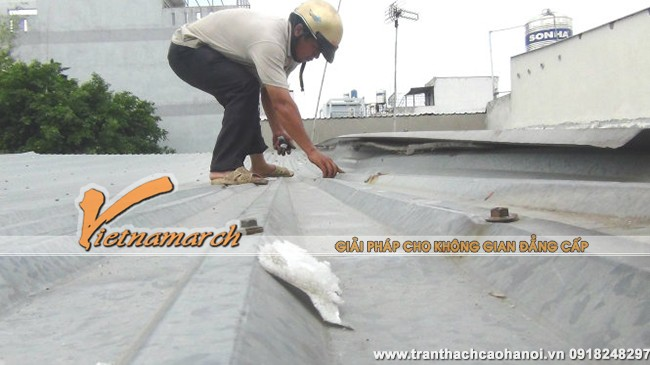 SONHA
Vietnamarch
GIẢI PHÁP CHO KHÔNG GIAN ĐẲNG CẤP
www.tranthachcaohanoi.vn 0918248297